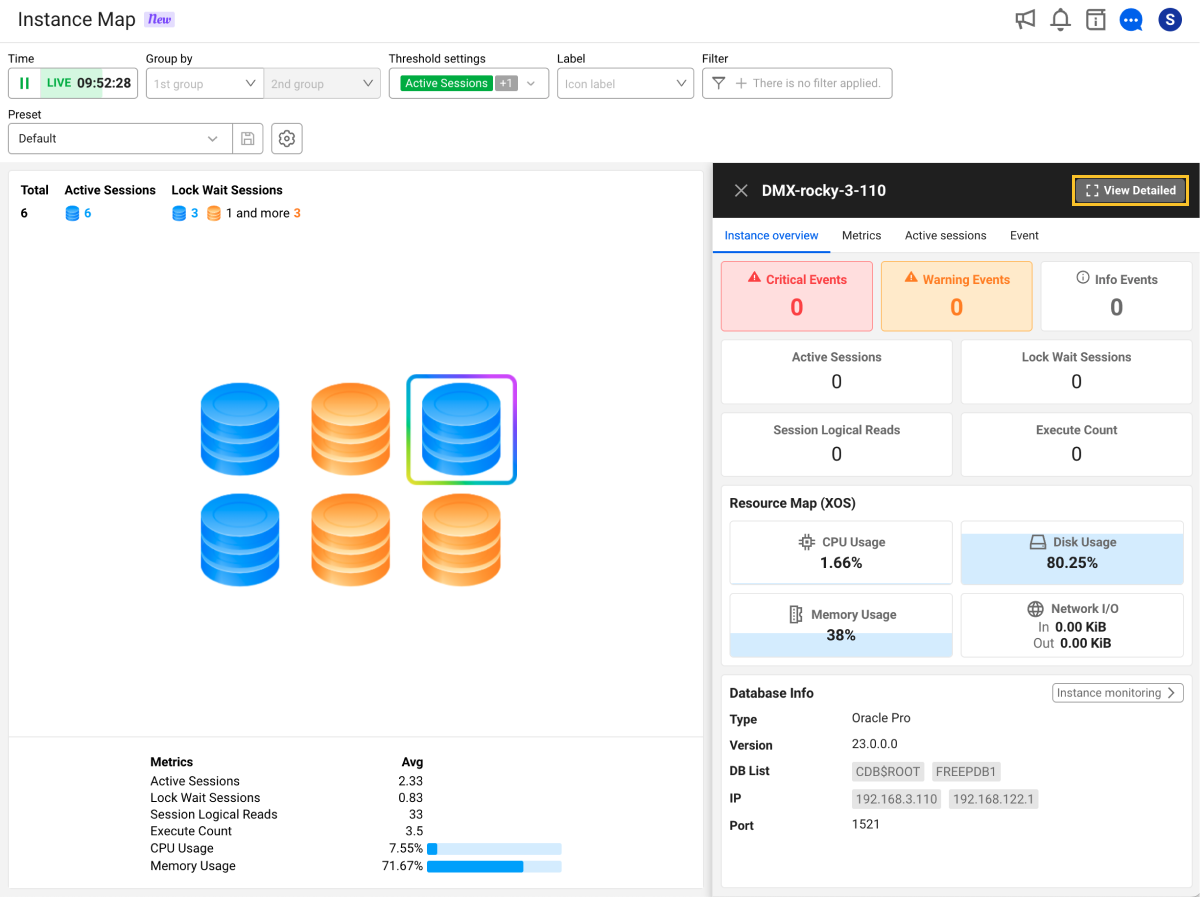 Instance Map New
S
Time Group by Threshold settings Label Filter
LIVE 09:52:28 1st group 2nd group Active Sessions +1 Icon label There is no filter applied.
Preset
Default
Total Active Sessions Lock Wait Sessions
6 6 3 1 and more 3
Metrics Avg
Active Sessions 2.33
Lock Wait Sessions 0.83
Session Logical Reads 33
Execute Count 3.5
CPU Usage 7.55%
Memory Usage 71.67%
DMX-rocky-3-110 View Detailed
Instance overview Metrics Active sessions Event
Critical Events Warning Events Info Events
0 0 0
Active Sessions Lock Wait Sessions
0 0
Session Logical Reads Execute Count
0 0
Resource Map (XOS)
CPU Usage Disk Usage
1.66% 80.25%
Memory Usage Network I/O
38% In 0.00 KiB
Out 0.00 KiB
Database Info Instance monitoring
Type Oracle Pro
Version 23.0.0.0
DB List CDB$ROOT FREEPDB1
IP 192.168.3.110 192.168.122.1
Port 1521